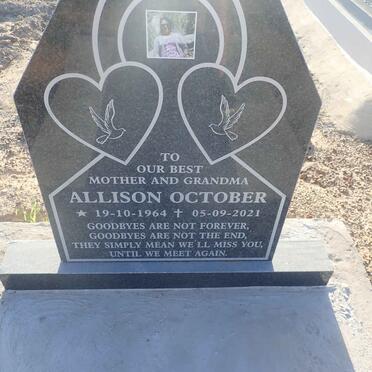 TO
OUR BEST
MOTHER AND GRANDMA
ALLISON OCTOBER
★ 19-10-1964 ✝ 05-09-2021
GOODBYES ARE NOT FOREVER,
GOODBYES ARE NOT THE END,
THEY SIMPLY MEAN WE LL MISS YOU,
UNTIL WE MEET AGAIN.